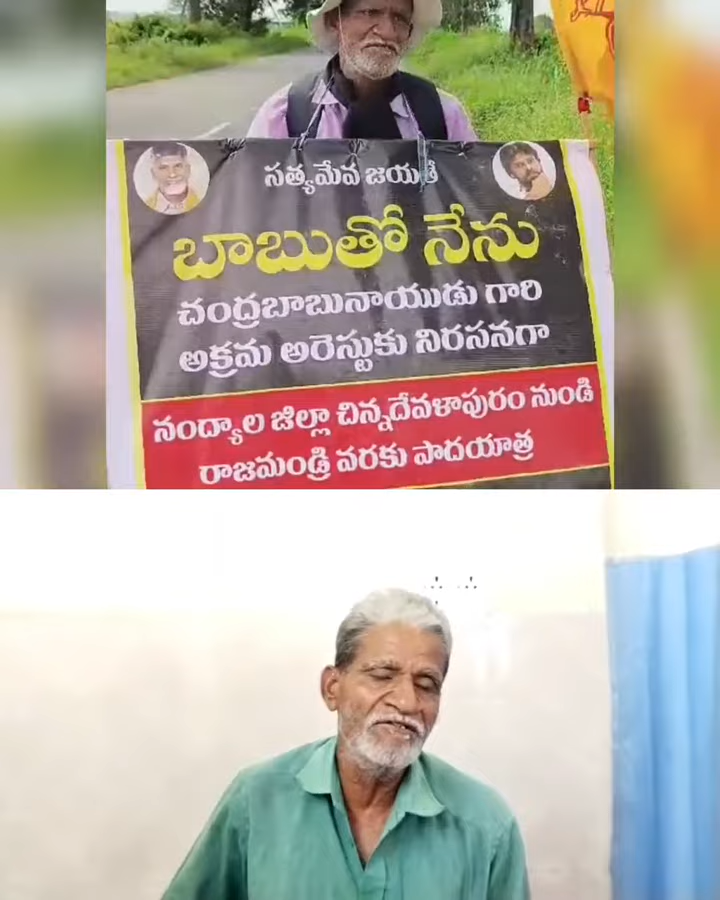 సత్యమేవ జయతే
బాబుతో నేను
చంద్రబాబునాయుడు గారి
అక్రమ అరెస్టుకు నిరసనగా
నంద్యాల జిల్లా చిన్నదేవళాపురం నుండి
రాజమండ్రి వరకు పాదయాత్ర